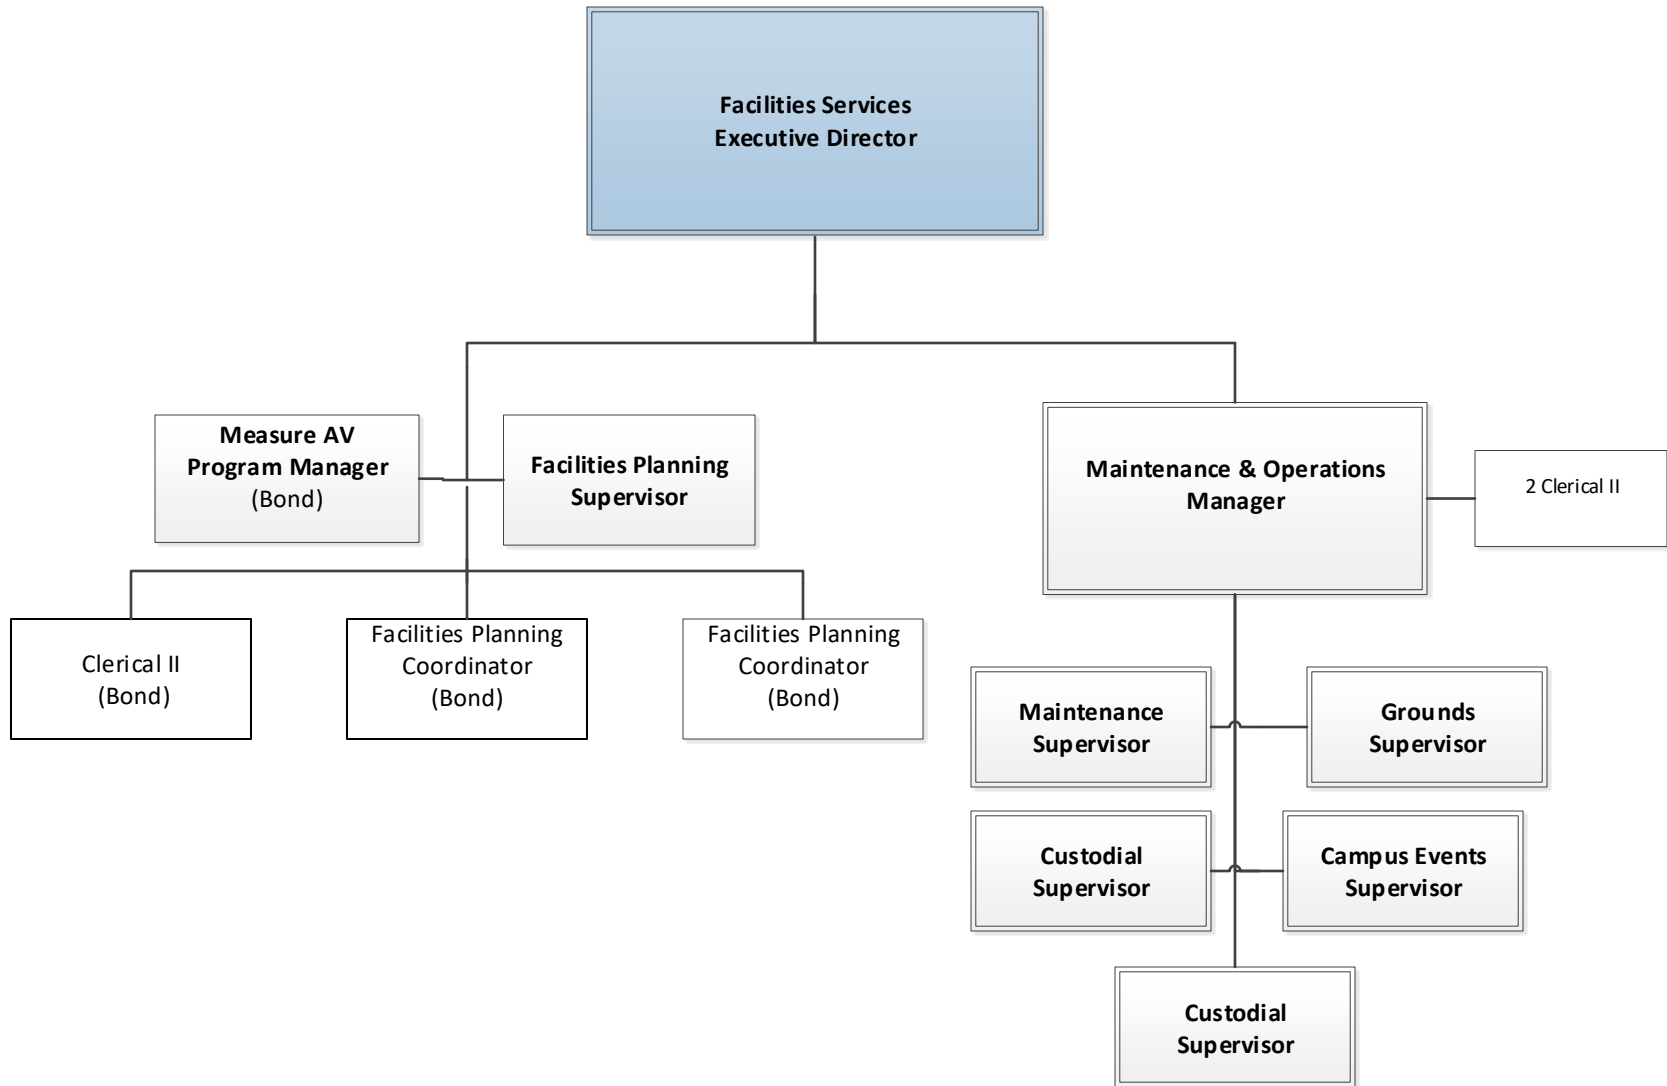 Facilities Services
Executive Director
Measure AV
Program Manager
(Bond)
Facilities Planning
Supervisor
Maintenance & Operations
Manager
2 Clerical II
Clerical II
(Bond)
Facilities Planning
Coordinator
(Bond)
Facilities Planning
Coordinator
(Bond)
Maintenance
Supervisor
Grounds
Supervisor
Custodial
Supervisor
Campus Events
Supervisor
Custodial
Supervisor